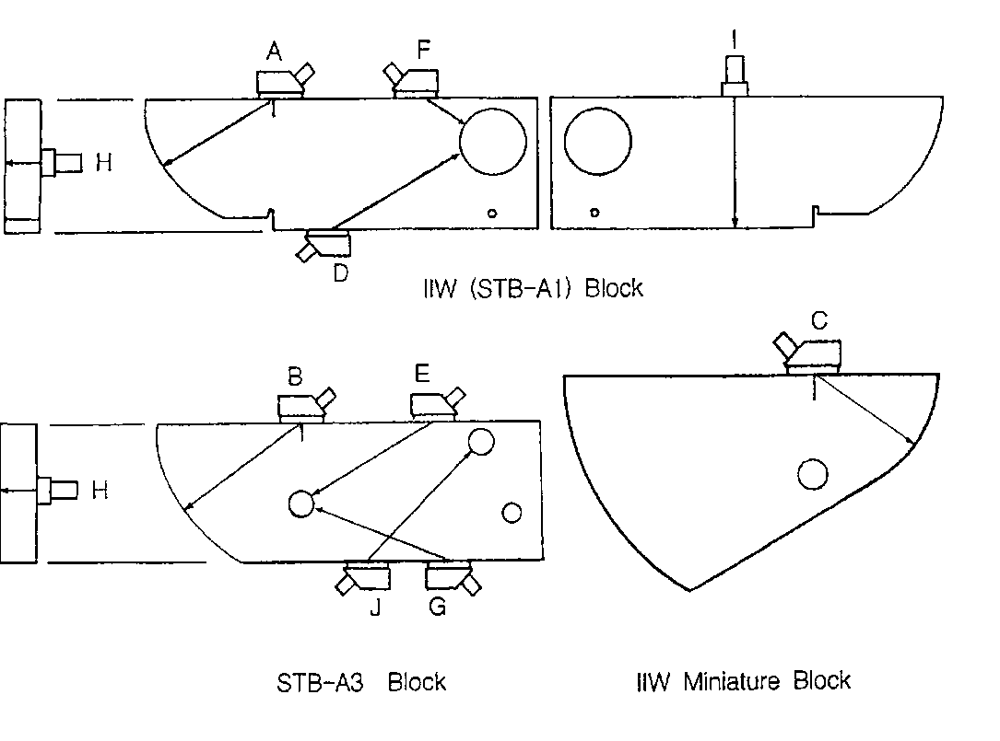 I
A F
H
D
IIW (STB-A1) Block
C
B E
H
J G
STB-A3 Block
IIW Miniature Block